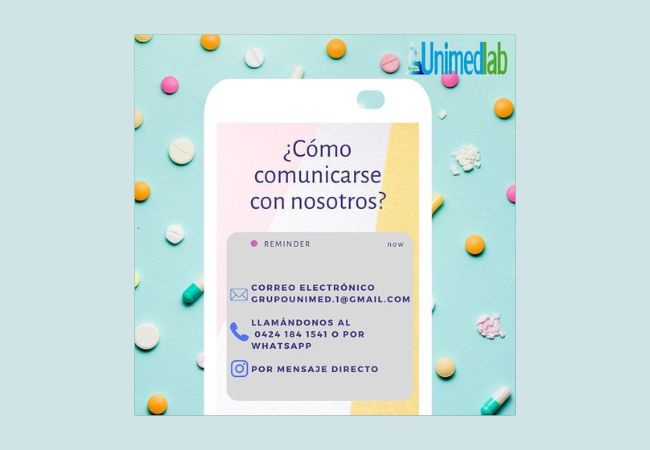 Unimedlab
¿Cómo
comunicarse
con nosotros?
REMINDER now
CORREO ELECTRÓNICO
GRUPOUNIMED.1@GMAIL.COM
LLAMÁNDONOS AL
0424 184 1541 O POR
WHATSAPP
POR MENSAJE DIRECTO